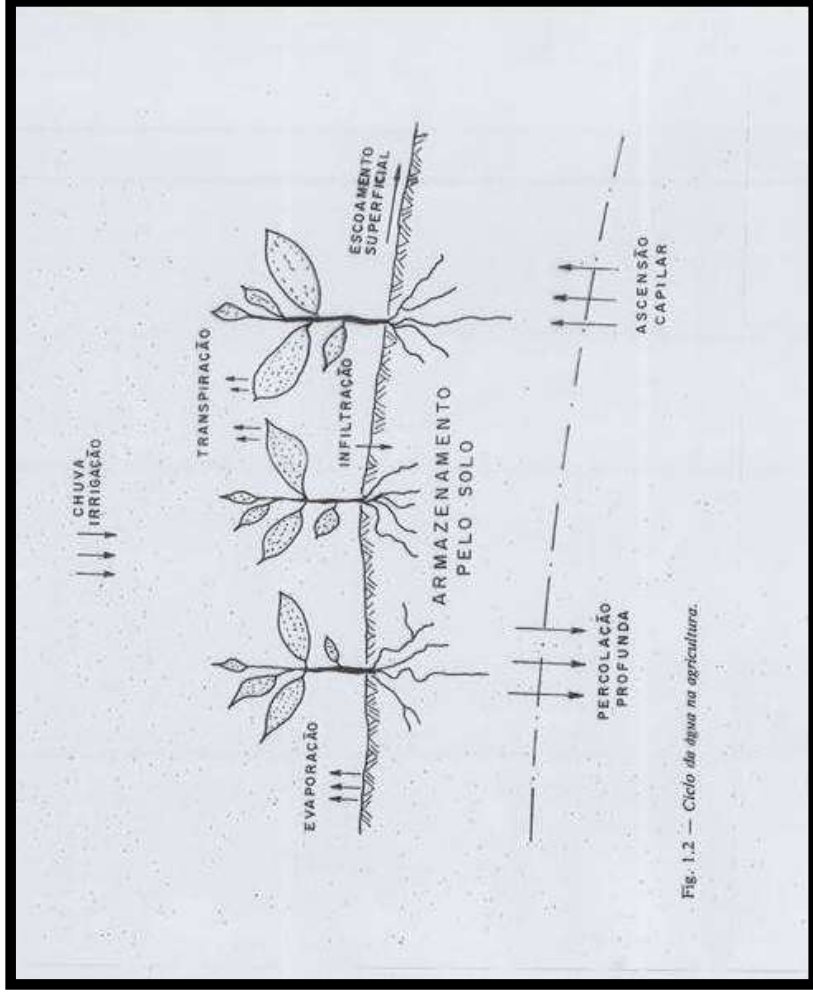 CHUVA
IRRIGAÇÃO
TRANSPIRAÇÃO
EVAPORAÇÃO
INFILTRAÇÃO
ESCOAMENTO
SUPERFICIAL
ARMAZENAMENTO
PELO SOLO
PERCOLAÇÃO
PROFUNDA
ASCENSÃO
CAPILAR
Fig. 1.2 — Ciclo da água na agricultura.